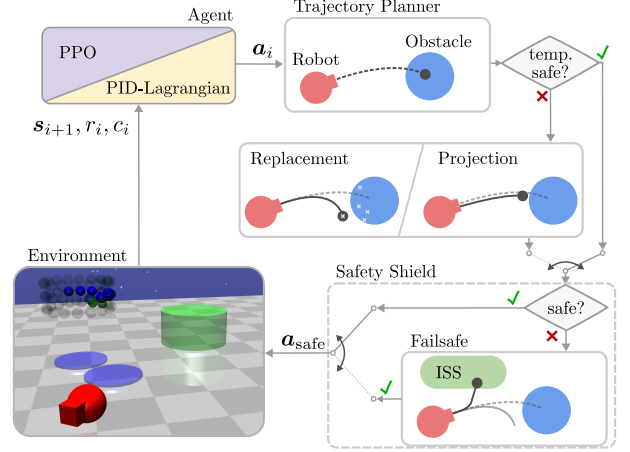 Agent
PPO
PID-Lagrangian
a_i
Trajectory Planner
Robot
Obstacle
temp.
safe?
s_{i+1}, r_i, c_i
Replacement
Projection
Environment
Safety Shield
safe?
a_safe
Failsafe
ISS